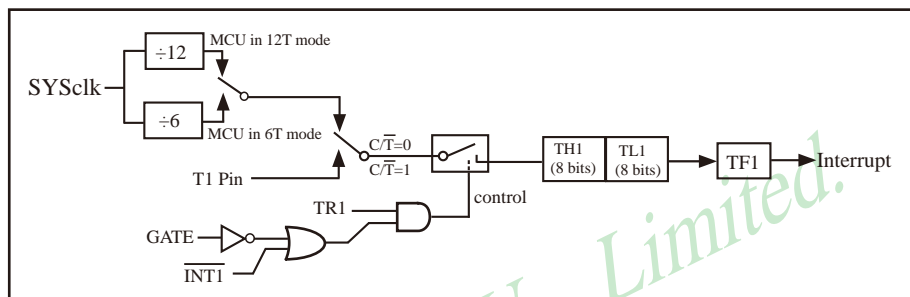 ÷12
MCU in 12T mode
SYSclk
÷6
MCU in 6T mode
C/T̅=0
C/T̅=1
T1 Pin
TH1
(8 bits)
TL1
(8 bits)
TF1
Interrupt
control
TR1
GATE
I̅N̅T̅1̅
Limited.